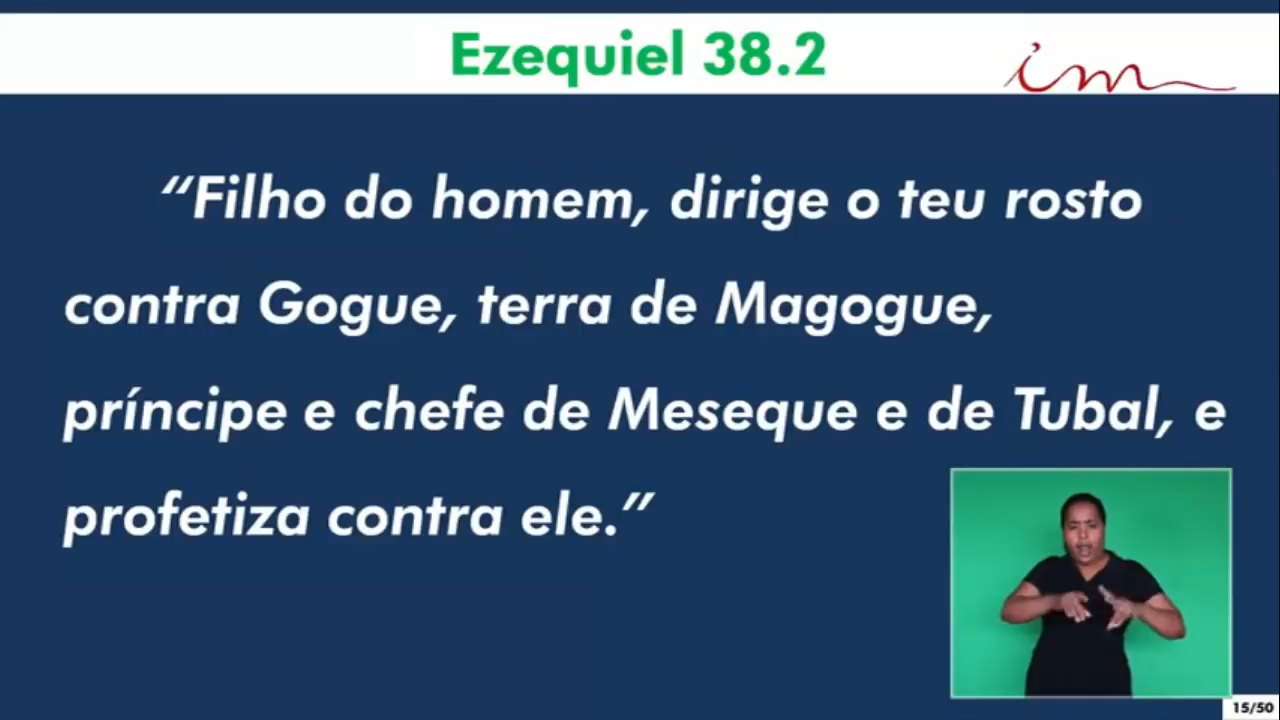 Ezequiel 38.2
im
“Filho do homem, dirige o teu rosto
contra Gogue, terra de Magogue,
príncipe e chefe de Meseque e de Tubal, e
profetiza contra ele.”
15/50